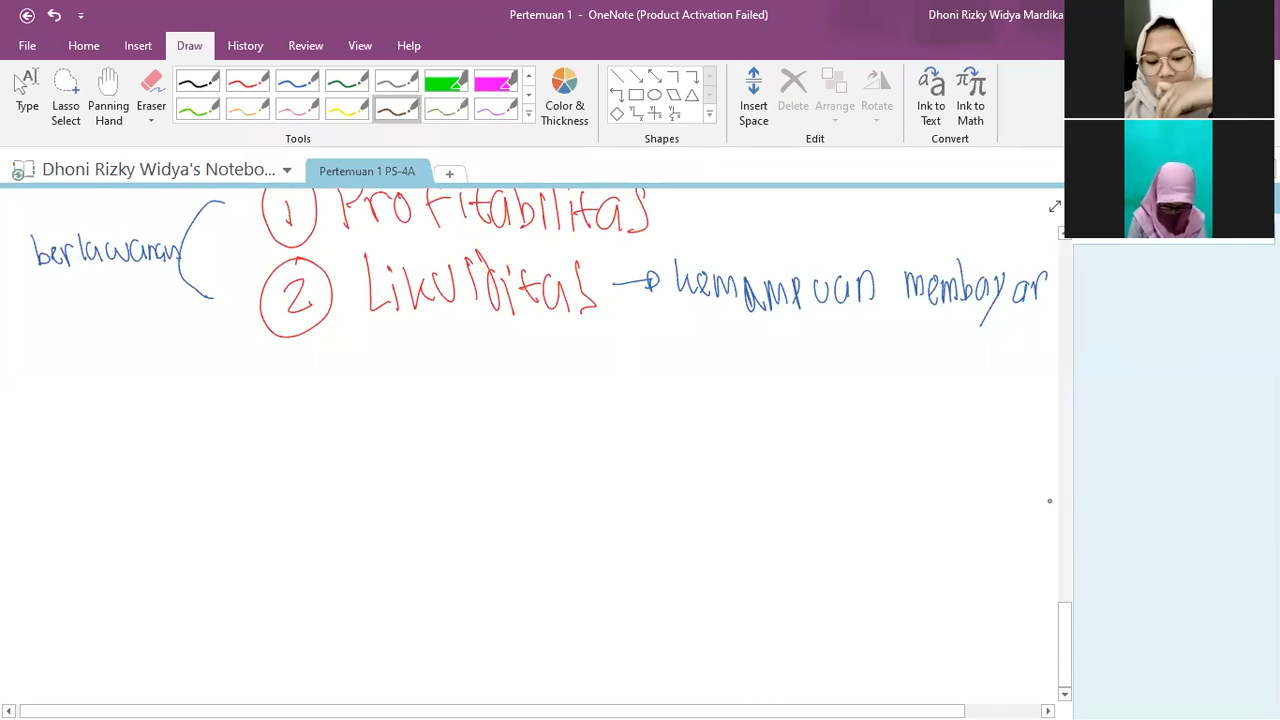 Pertemuan 1 - OneNote (Product Activation Failed)
Dhoni Rizky Widya Mardika
File Home Insert Draw History Review View Help
Type
Lasso Select
Panning Hand
Eraser
Color & Thickness
Insert Space
Delete
Arrange
Rotate
Ink to Text
Ink to Math
Tools
Shapes
Edit
Convert
Dhoni Rizky Widya's Notebo...
Pertemuan 1 PS-4A
berlawanan
1 Profitabilitas
2 Likuiditas → kemampuan membayar